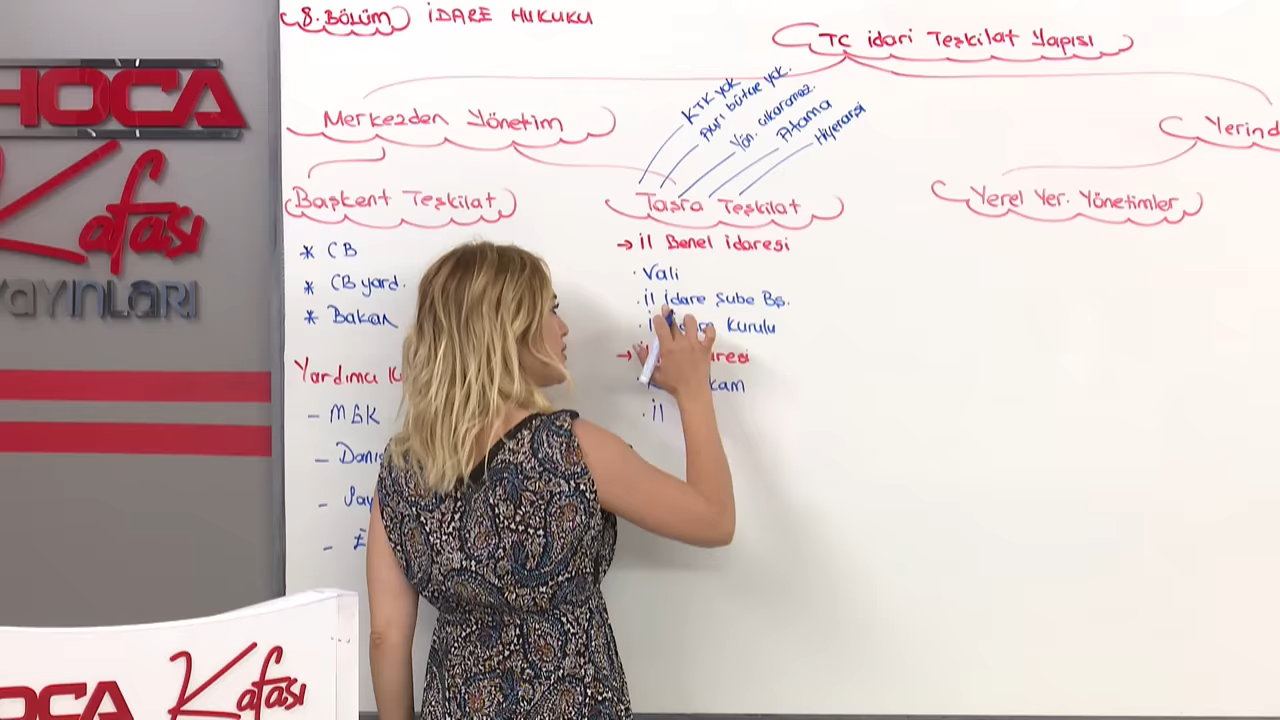 8. BÖLÜM İDARE HUKUKU
TC idari Teşkilat Yapısı
Merkezden Yönetim
KTK yok
Ayrı bütçe yok.
Yön. çıkaramaz.
Atama
Hiyerarşi
Yerind
Başkent Teşkilat
* CB
* CB yard.
* Bakan
Yardımcı
- MGK
-
-
-
Taşra Teşkilat
→ İl Genel İdaresi
. Vali
. İl İdare Şube Bş.
. Kurulu
→
. kam
. İl
Yerel Yer. Yönetimler
HOCA
Kafası
YAYINLARI
HOCA
Kafası